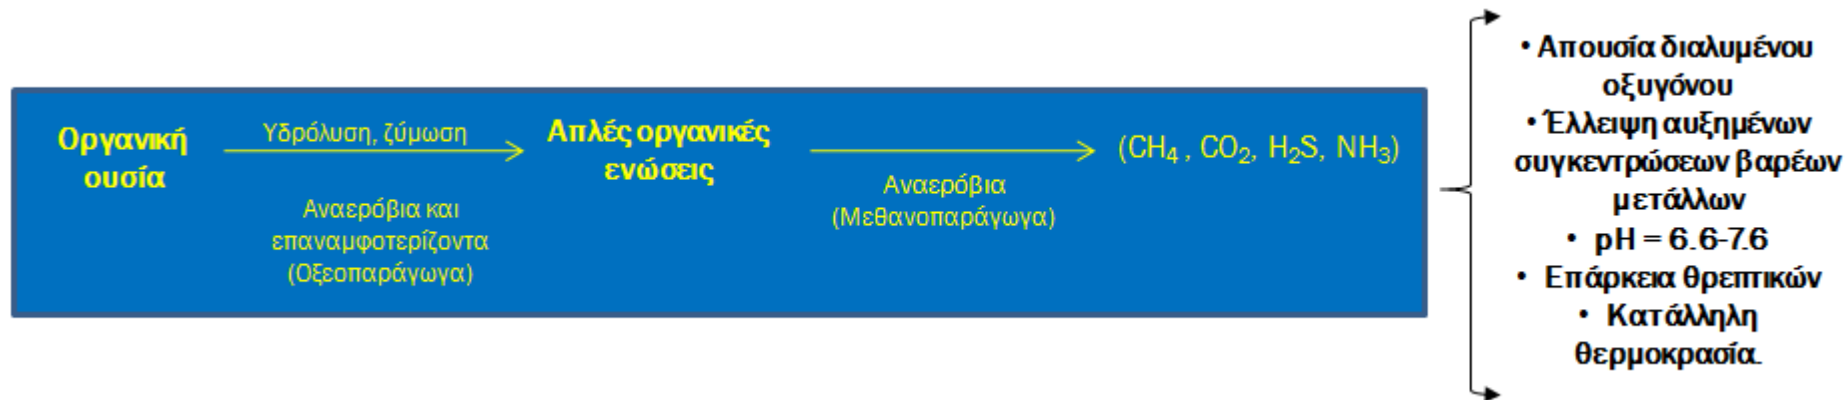 Οργανική
ουσία
Υδρόλυση, ζύμωση
Αναερόβια και
επαναμφοτερίζοντα
(Οξεοπαράγωγα)
Απλές οργανικές
ενώσεις
Αναερόβια
(Μεθανοπαράγωγα)
(CH₄ , CO₂, H₂S, NH₃)
• Απουσία διαλυμένου
οξυγόνου
• Έλλειψη αυξημένων
συγκεντρώσεων βαρέων
μετάλλων
• pH = 6.6-7.6
• Επάρκεια θρεπτικών
• Κατάλληλη
θερμοκρασία.